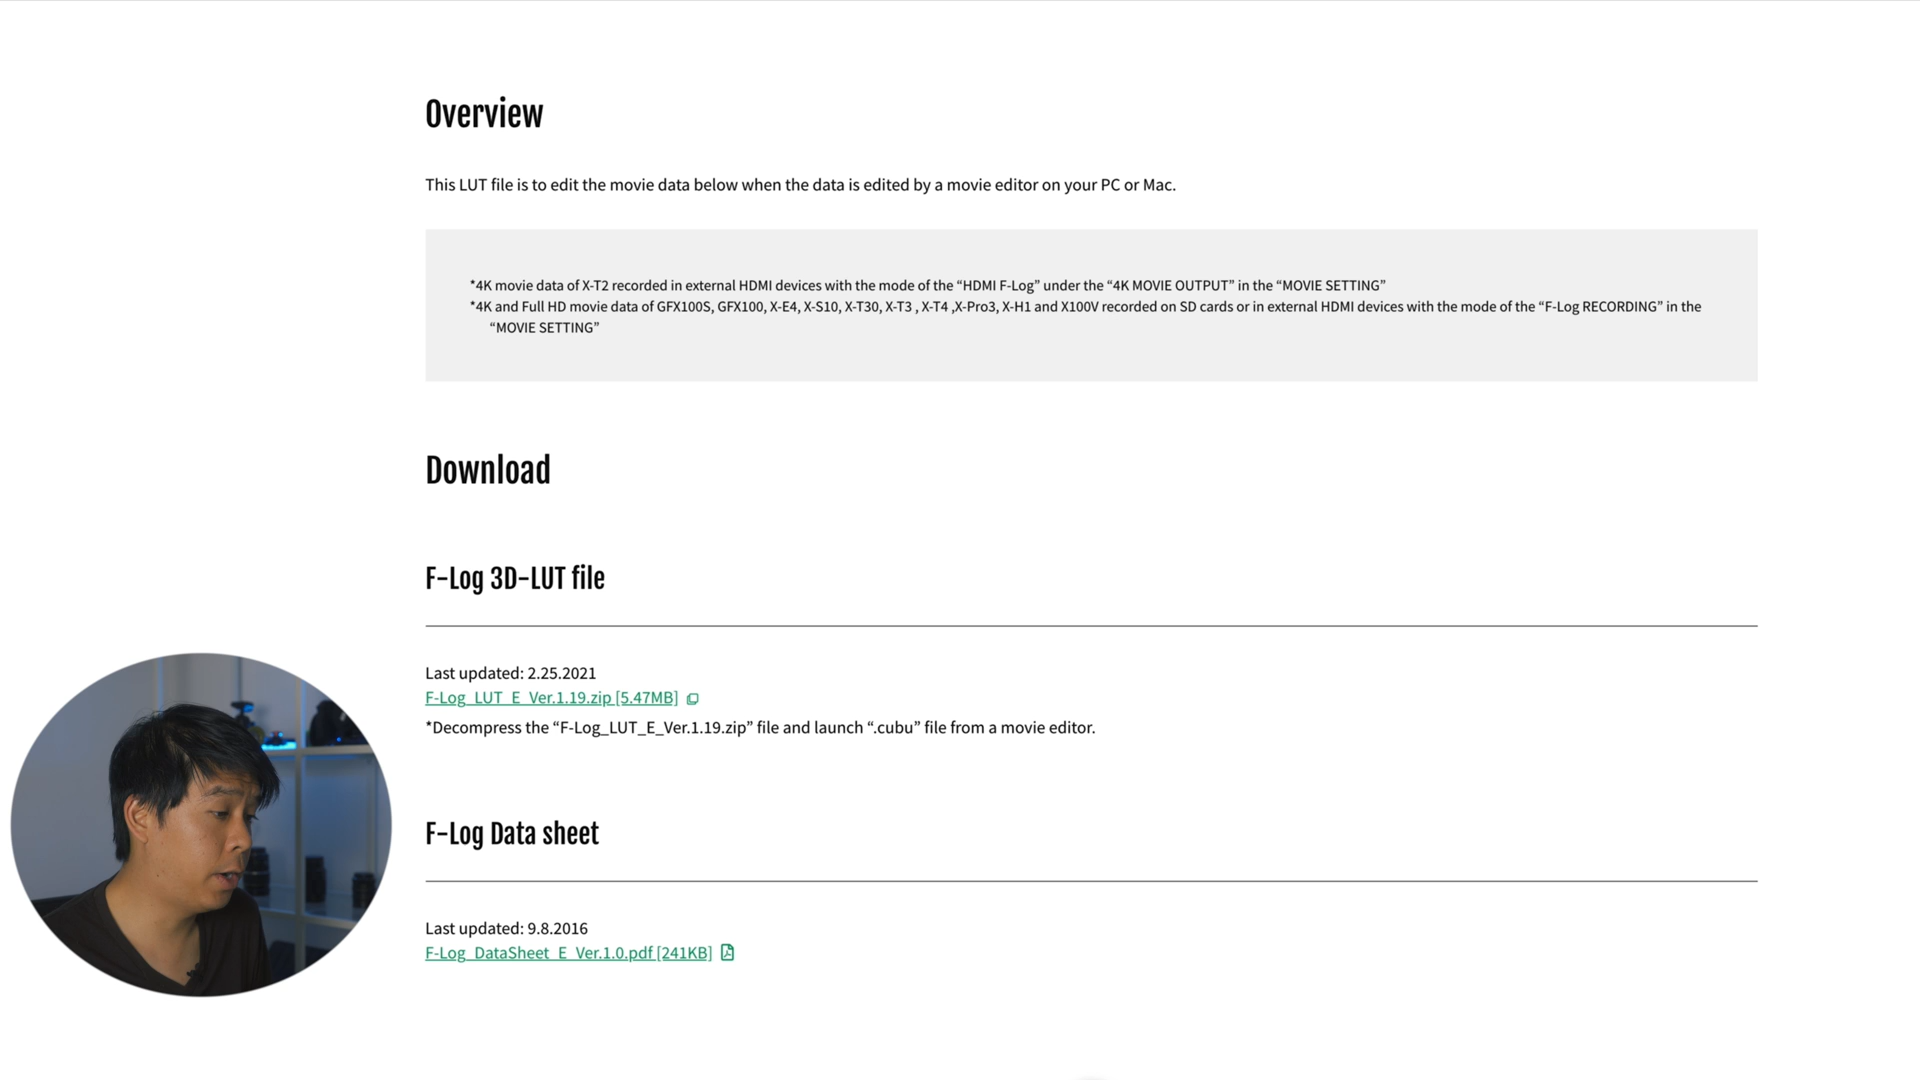 Overview
This LUT file is to edit the movie data below when the data is edited by a movie editor on your PC or Mac.
*4K movie data of X-T2 recorded in external HDMI devices with the mode of the “HDMI F-Log” under the “4K MOVIE OUTPUT” in the “MOVIE SETTING”
*4K and Full HD movie data of GFX100S, GFX100, X-E4, X-S10, X-T30, X-T3 , X-T4 ,X-Pro3, X-H1 and X100V recorded on SD cards or in external HDMI devices with the mode of the “F-Log RECORDING” in the
“MOVIE SETTING”
Download
F-Log 3D-LUT file
Last updated: 2.25.2021
F-Log_LUT_E_Ver.1.19.zip [5.47MB]
*Decompress the “F-Log_LUT_E_Ver.1.19.zip” file and launch “.cubu” file from a movie editor.
F-Log Data sheet
Last updated: 9.8.2016
F-Log_DataSheet_E_Ver.1.0.pdf [241KB]